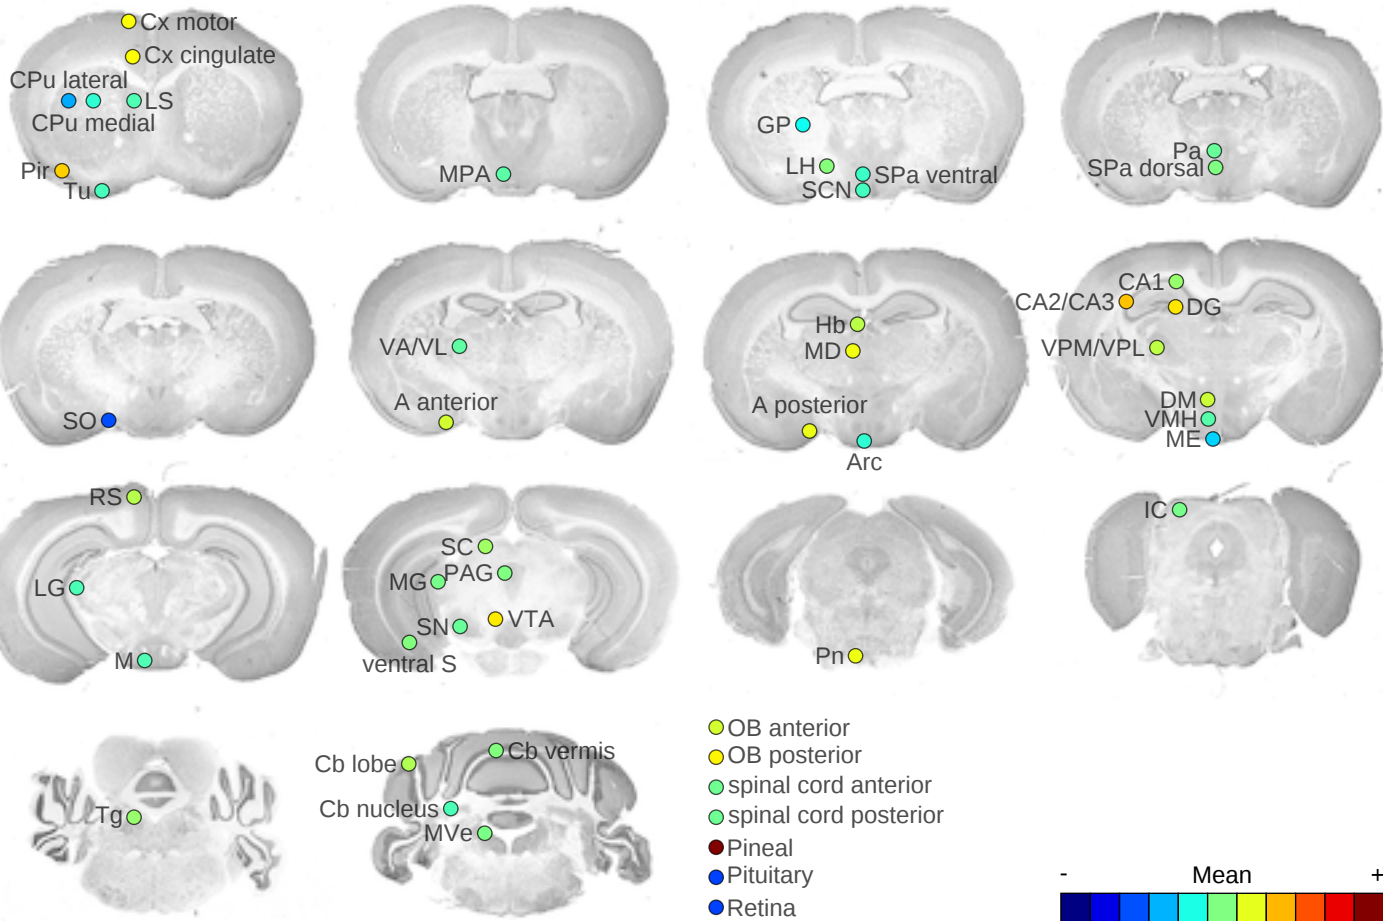 Cx motor
Cx cingulate
CPu lateral
LS
CPu medial
Pir
Tu
MPA
GP
LH
SPa ventral
SCN
Pa
SPa dorsal
SO
VA/VL
A anterior
Hb
MD
A posterior
Arc
CA1
CA2/CA3
DG
VPM/VPL
DM
VMH
ME
RS
LG
M
SC
MG
PAG
SN
VTA
ventral S
Pn
IC
Tg
Cb lobe
Cb vermis
Cb nucleus
MVe
OB anterior
OB posterior
spinal cord anterior
spinal cord posterior
Pineal
Pituitary
Retina
- Mean +